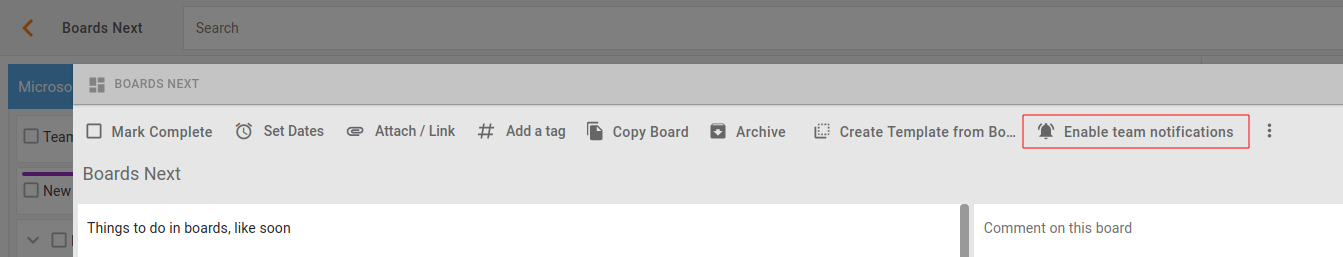 Boards Next
Search
Microso
BOARDS NEXT
Mark Complete
Set Dates
Attach / Link
Add a tag
Copy Board
Archive
Create Template from Bo...
Enable team notifications
Team
Boards Next
New
Things to do in boards, like soon
Comment on this board